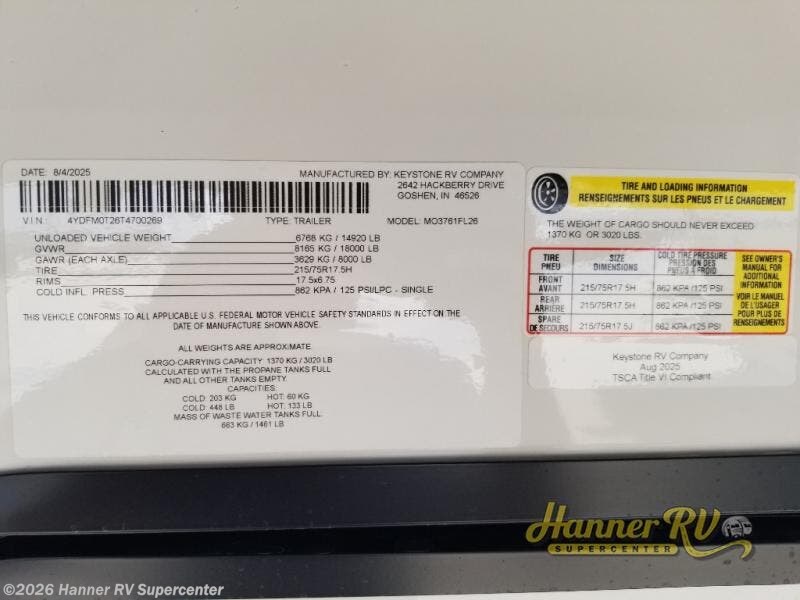 DATE: 8/4/2025 MANUFACTURED BY: KEYSTONE RV COMPANY
2642 HACKBERRY DRIVE
GOSHEN, IN 46526
V I N : 4YDFM0T26T4700269 TYPE: TRAILER MODEL: MO3761FL26
UNLOADED VEHICLE WEIGHT 6768 KG / 14920 LB
GVWR 8165 KG / 18000 LB
GAWR (EACH AXLE) 3629 KG / 8000 LB
TIRE 215/75R17.5H
RIMS 17.5x6.75
COLD INFL. PRESS 862 KPA / 125 PSI/LPC - SINGLE
THIS VEHICLE CONFORMS TO ALL APPLICABLE U.S. FEDERAL MOTOR VEHICLE SAFETY STANDARDS IN EFFECT ON THE
DATE OF MANUFACTURE SHOWN ABOVE.
ALL WEIGHTS ARE APPROXIMATE
CARGO-CARRYING CAPACITY: 1370 KG / 3020 LB
CALCULATED WITH THE PROPANE TANKS FULL
AND ALL OTHER TANKS EMPTY.
CAPACITIES:
COLD: 203 KG HOT: 60 KG
COLD: 448 LB HOT: 133 LB
MASS OF WASTE WATER TANKS FULL:
663 KG / 1461 LB
TIRE AND LOADING INFORMATION
RENSEIGNEMENTS SUR LES PNEUS ET LE CHARGEMENT
THE WEIGHT OF CARGO SHOULD NEVER EXCEED
1370 KG OR 3020 LBS.
TIRE
PNEU
SIZE
DIMENSIONS
COLD TIRE PRESSURE
PRESSION DES
PNEUS A FROID
FRONT
AVANT
215/75R17.5H
862 KPA /125 PSI
REAR
ARRIERE
215/75R17.5H
862 KPA /125 PSI
SPARE
DE SECOURS
215/75R17.5J
862 KPA /125 PSI
SEE OWNER'S
MANUAL FOR
ADDITIONAL
INFORMATION
VOIR LE MANUEL
DE L'USAGER
POUR PLUS DE
RENSEIGNEMENTS
Keystone RV Company
Aug 2025
TSCA Title VI Compliant
Hanner RV
SUPERCENTER
©2026 Hanner RV Supercenter